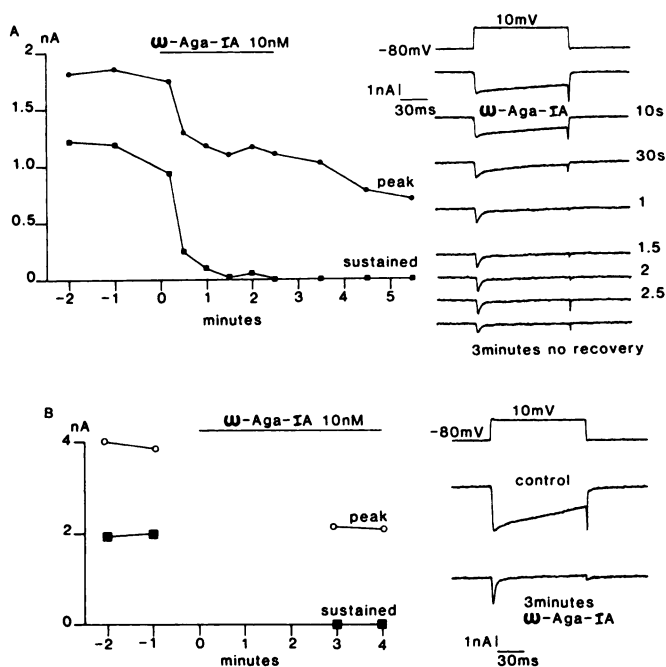 A
nA
ω-Aga-IA 10nM
2
1.5
1.0
0.5
0
peak
sustained
-2 -1 0 1 2 3 4 5
minutes
10mV
-80mV
1nA
30ms
ω-Aga-IA
10s
30s
1
1.5
2
2.5
3minutes no recovery
B
nA
ω-Aga-IA 10nM
4
2
0
peak
sustained
-2 -1 0 1 2 3 4
minutes
10mV
-80mV
control
3minutes
ω-Aga-IA
1nA
30ms